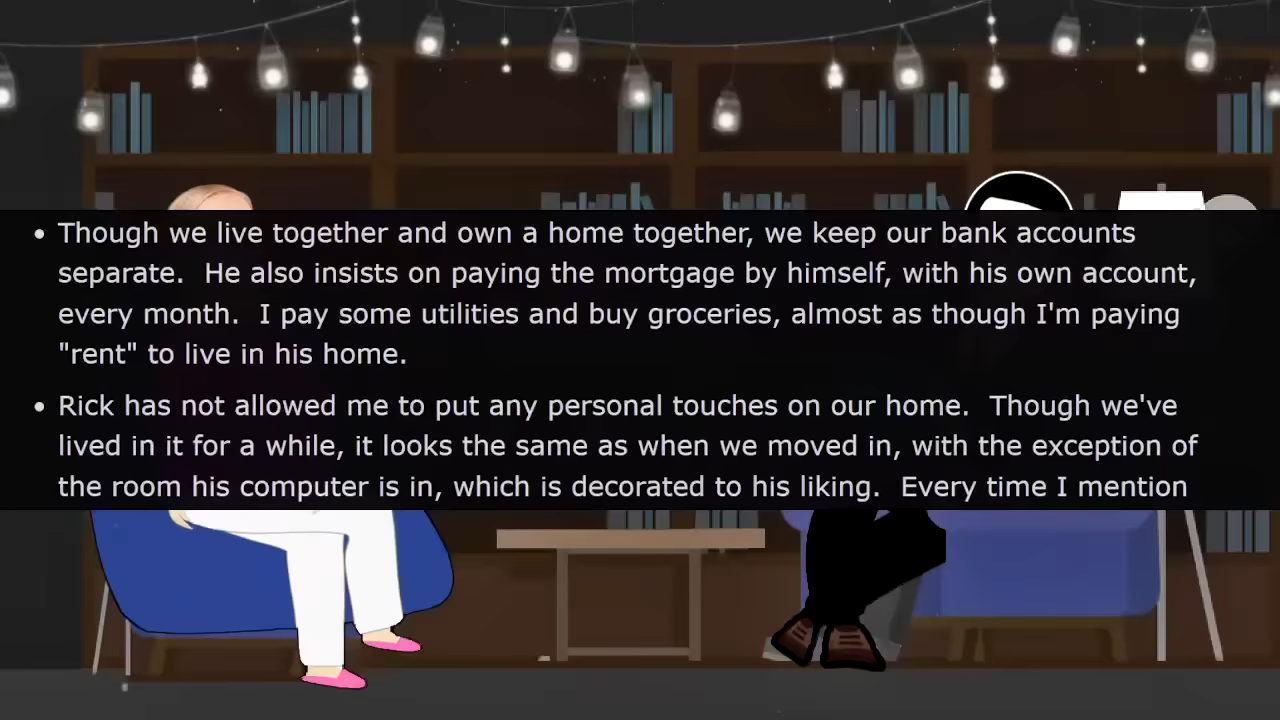 • Though we live together and own a home together, we keep our bank accounts
separate.  He also insists on paying the mortgage by himself, with his own account,
every month.  I pay some utilities and buy groceries, almost as though I'm paying
"rent" to live in his home.
• Rick has not allowed me to put any personal touches on our home.  Though we've
lived in it for a while, it looks the same as when we moved in, with the exception of
the room his computer is in, which is decorated to his liking.  Every time I mention